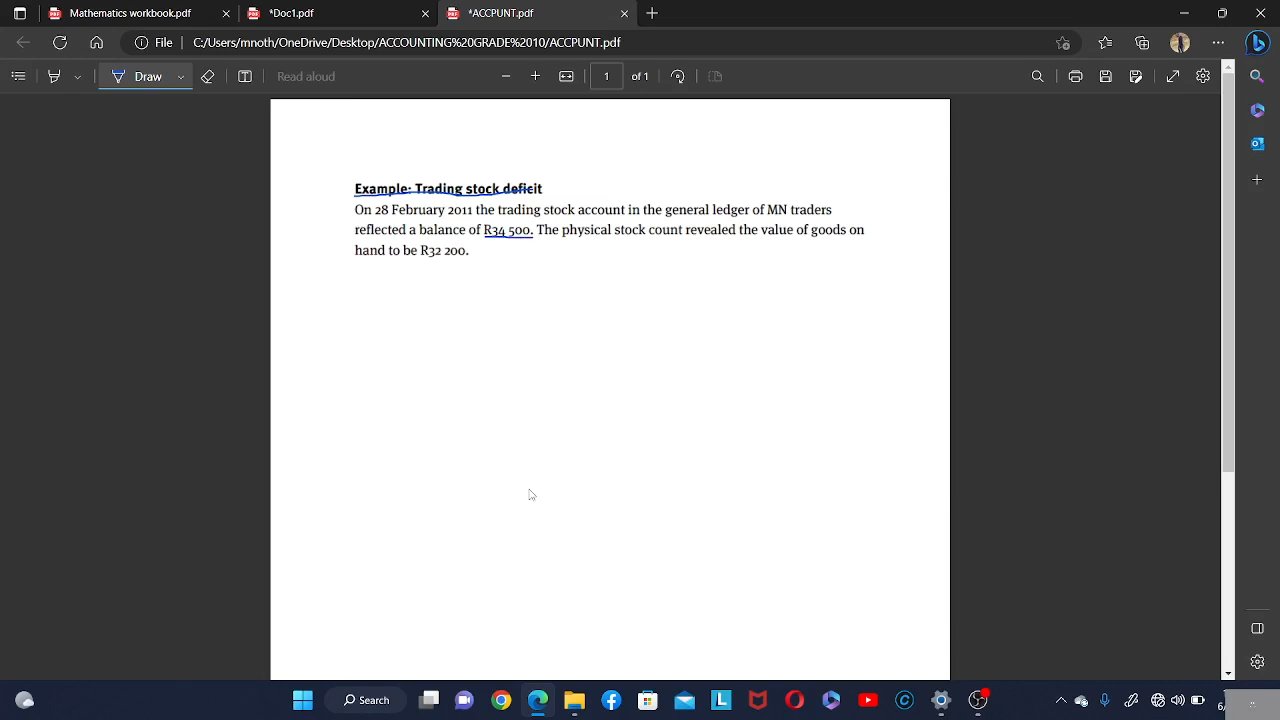 Mathematics workbook.pdf
*Doc1.pdf
*ACCPUNT.pdf
File
C:/Users/mnoth/OneDrive/Desktop/ACCOUNTING%20GRADE%2010/ACCPUNT.pdf
Draw
Read aloud
1
of 1
Example: Trading stock deficit
On 28 February 2011 the trading stock account in the general ledger of MN traders
reflected a balance of R34 500. The physical stock count revealed the value of goods on
hand to be R32 200.
Search